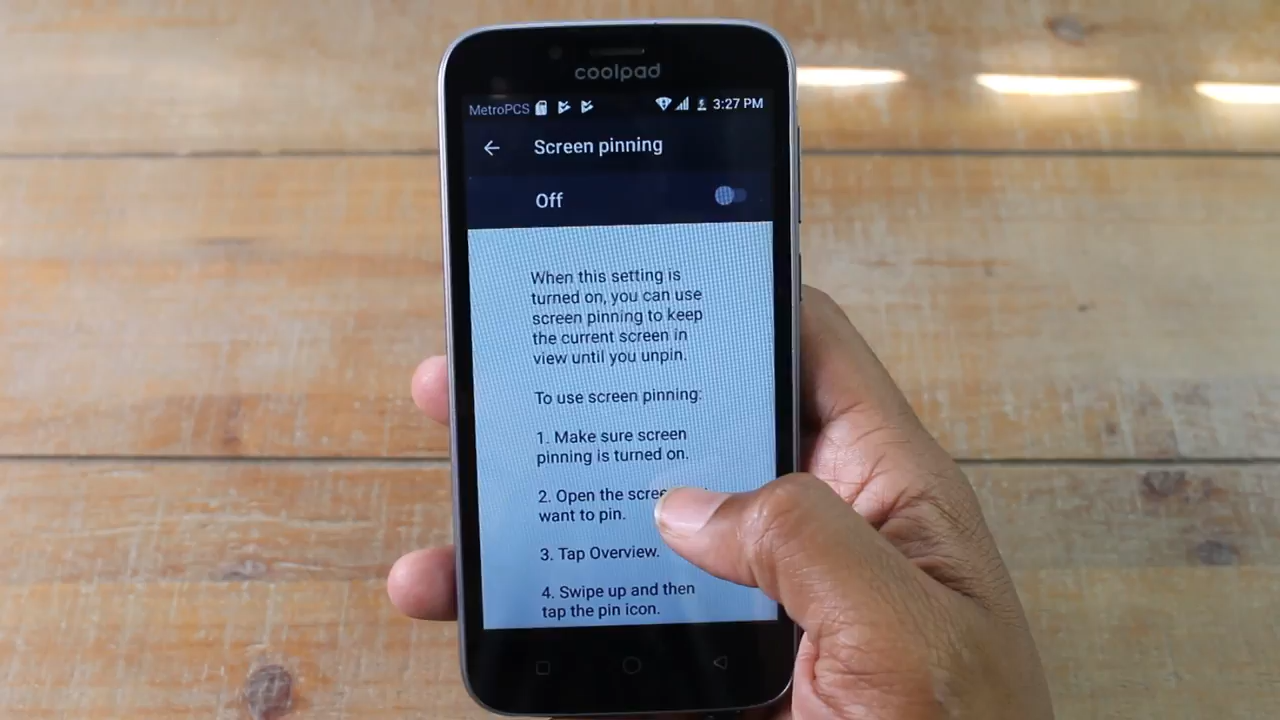 coolpad
MetroPCS 3:27 PM
Screen pinning
Off
When this setting is
turned on, you can use
screen pinning to keep
the current screen in
view until you unpin.
To use screen pinning:
1. Make sure screen
pinning is turned on.
2. Open the
want to pin.
3. Tap Overview.
4. Swipe up and then
tap the pin icon.